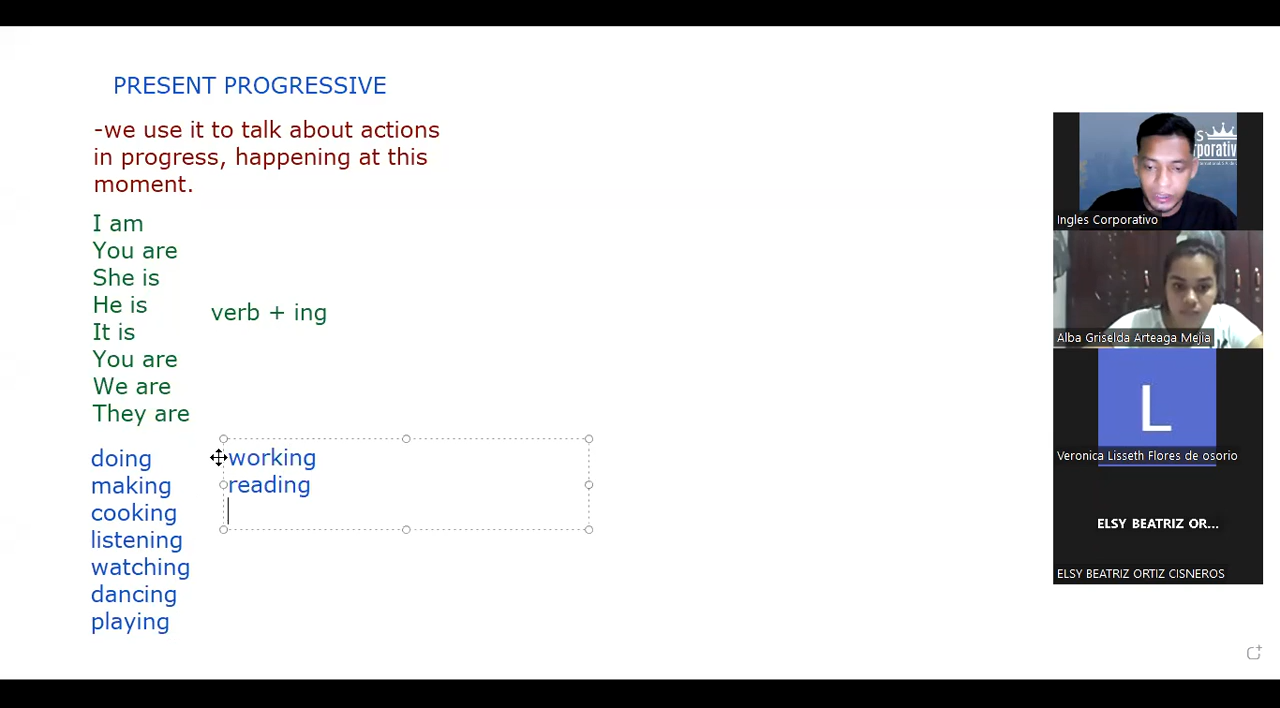 PRESENT PROGRESSIVE
-we use it to talk about actions
in progress, happening at this
moment.
I am
You are
She is
He is
It is
You are
We are
They are
verb + ing
doing
making
cooking
listening
watching
dancing
playing
working
reading
Ingles Corporativo
Alba Griselda Arteaga Mejia
L
Veronica Lisseth Flores de osorio
ELSY BEATRIZ OR...
ELSY BEATRIZ ORTIZ CISNEROS